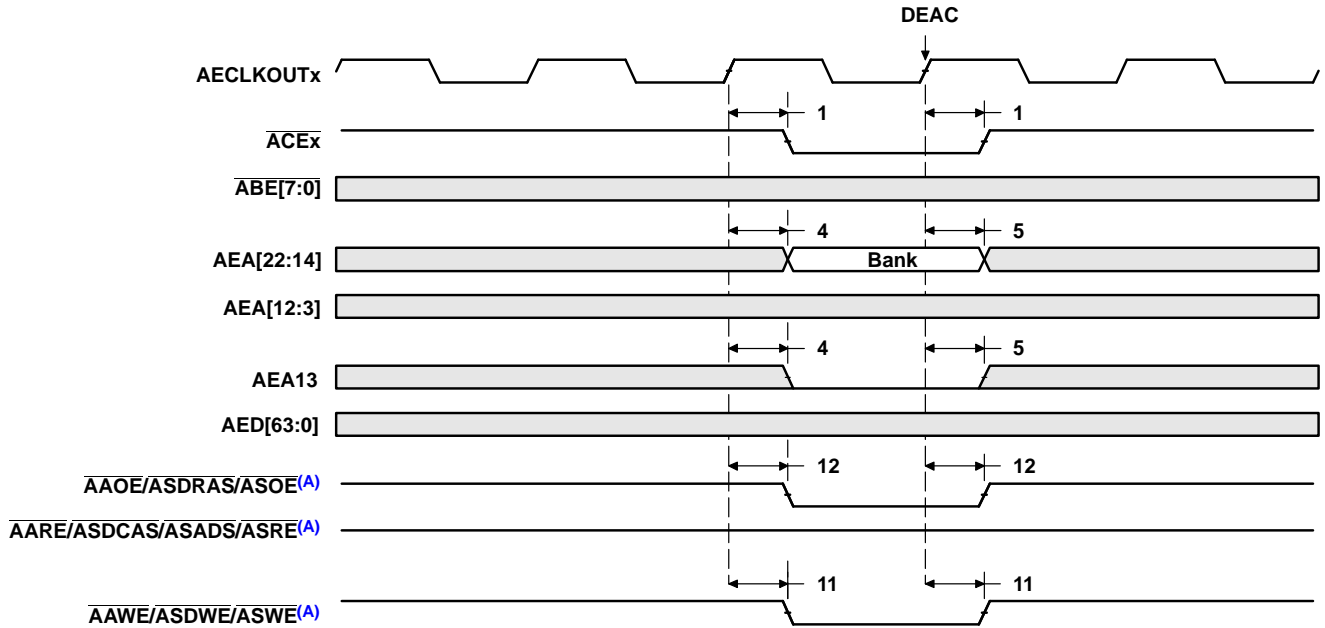 DEAC
AECLKOUTx
1 1
ACEx
ABE[7:0]
4 5
AEA[22:14] Bank
AEA[12:3]
4 5
AEA13
AED[63:0]
12 12
AAOE/ASDRAS/ASOE(A)
AARE/ASDCAS/ASADS/ASRE(A)
11 11
AAWE/ASDWE/ASWE(A)